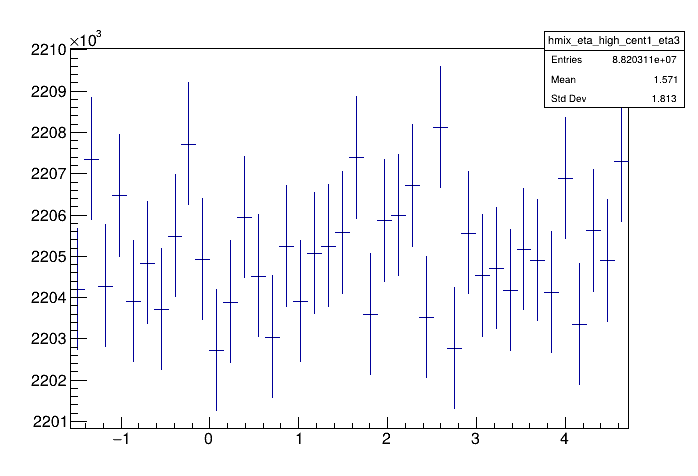 ×10³
hmix_eta_high_cent1_eta3
Entries 8.820311e+07
Mean 1.571
Std Dev 1.813
2210
2209
2208
2207
2206
2205
2204
2203
2202
2201
−1 0 1 2 3 4